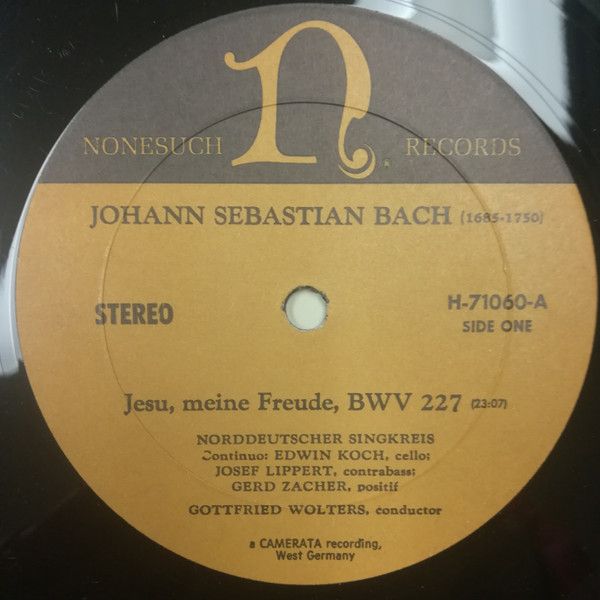 n
NONESUCH RECORDS
JOHANN SEBASTIAN BACH (1685-1750)
STEREO
H-71060-A
SIDE ONE
Jesu, meine Freude, BWV 227 (23:07)
NORDDEUTSCHER SINGKREIS
Continuo: EDWIN KOCH, cello;
JOSEF LIPPERT, contrabass;
GERD ZACHER, positif
GOTTFRIED WOLTERS, conductor
a CAMERATA recording,
West Germany